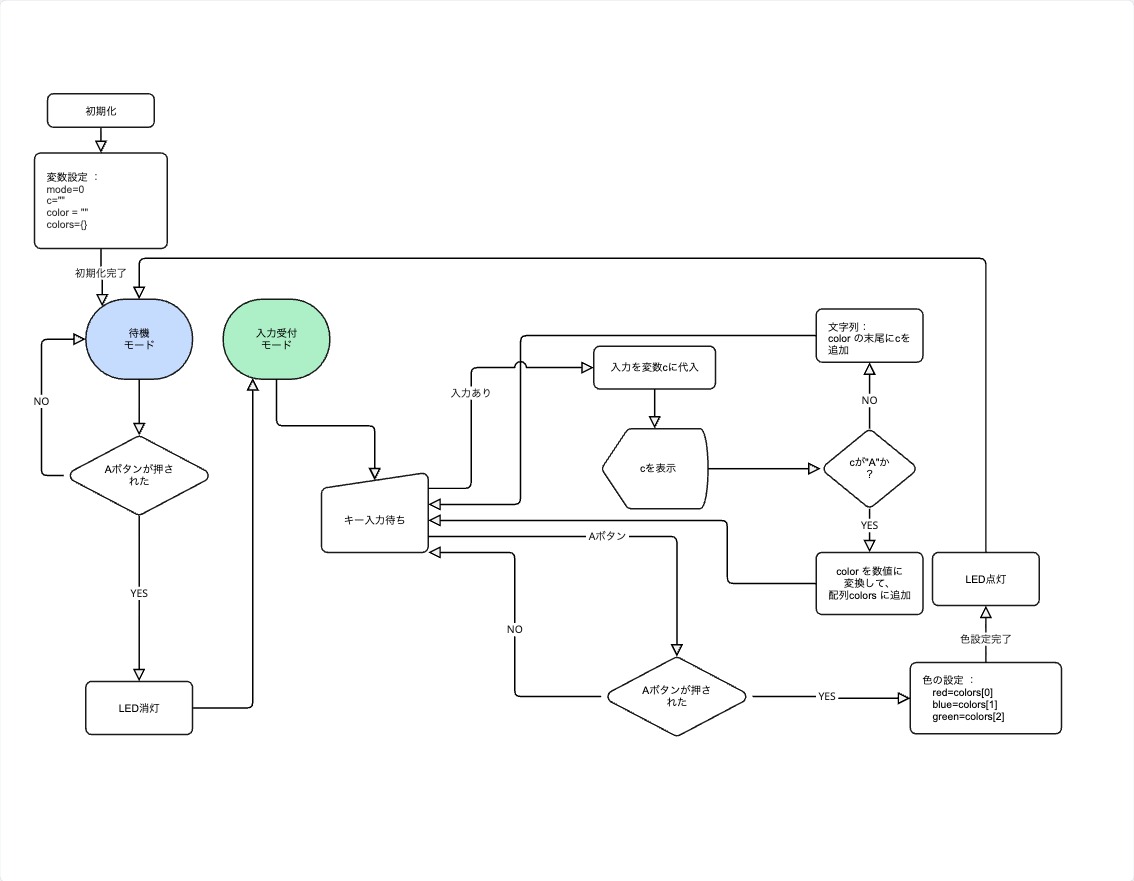 初期化
変数設定 ：
mode=0
c=""
color = ""
colors={}
初期化完了
待機
モード
入力受付
モード
NO
Aボタンが押さ
れた
YES
LED消灯
キー入力待ち
入力あり
入力を変数cに代入
cを表示
cが"A"か
？
NO
文字列：
color の末尾にcを
追加
YES
color を数値に
変換して、
配列colors に追加
Aボタン
NO
Aボタンが押さ
れた
YES
色の設定 ：
red=colors[0]
blue=colors[1]
green=colors[2]
色設定完了
LED点灯